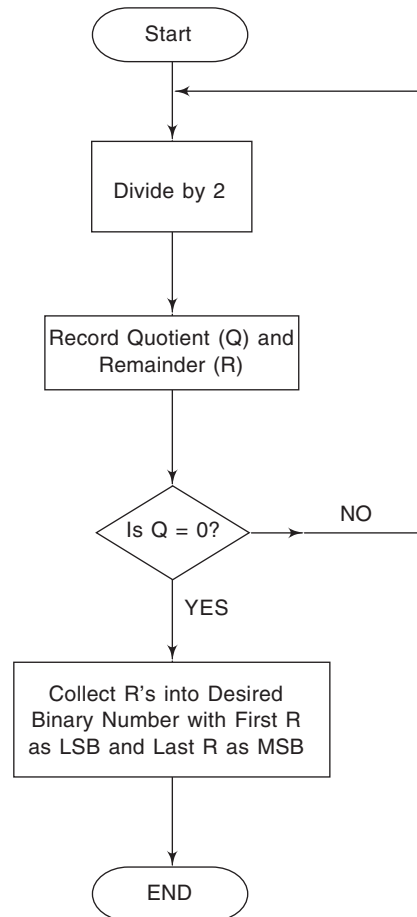 Start
Divide by 2
Record Quotient (Q) and
Remainder (R)
Is Q = 0?
NO
YES
Collect R's into Desired
Binary Number with First R
as LSB and Last R as MSB
END